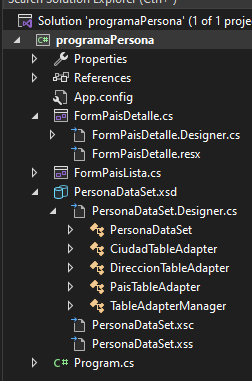 Search Solution Explorer (Ctrl+')
Solution 'programaPersona' (1 of 1 proje
programaPersona
Properties
References
App.config
FormPaisDetalle.cs
FormPaisDetalle.Designer.cs
FormPaisDetalle.resx
FormPaisLista.cs
PersonaDataSet.xsd
PersonaDataSet.Designer.cs
PersonaDataSet
CiudadTableAdapter
DireccionTableAdapter
PaisTableAdapter
TableAdapterManager
PersonaDataSet.xsc
PersonaDataSet.xss
C# Program.cs